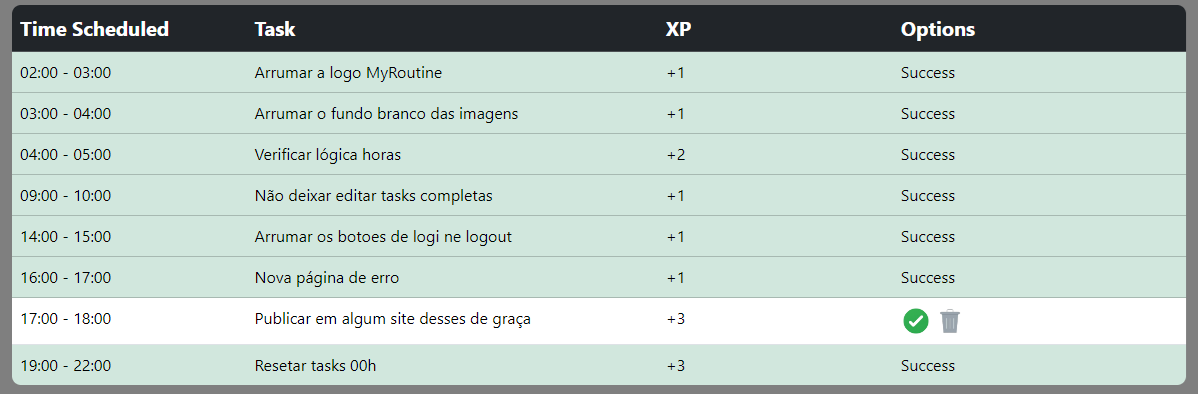 Time Scheduled Task XP Options
02:00 - 03:00 Arrumar a logo MyRoutine +1 Success
03:00 - 04:00 Arrumar o fundo branco das imagens +1 Success
04:00 - 05:00 Verificar lógica horas +2 Success
09:00 - 10:00 Não deixar editar tasks completas +1 Success
14:00 - 15:00 Arrumar os botoes de logi ne logout +1 Success
16:00 - 17:00 Nova página de erro +1 Success
17:00 - 18:00 Publicar em algum site desses de graça +3
19:00 - 22:00 Resetar tasks 00h +3 Success